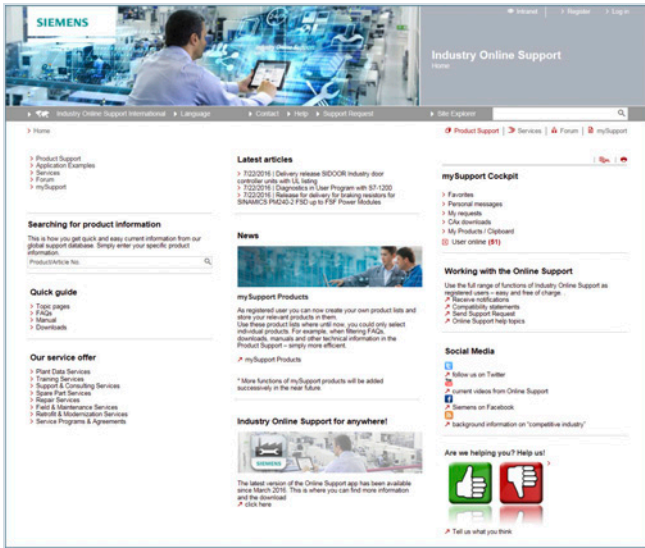 SIEMENS
Intranet
Register
Log in
Industry Online Support
Home
Industry Online Support International
Language
Contact
Help
Support Request
Site Explorer
Home
Product Support
Services
Forum
mySupport
Product Support
Application Examples
Services
Forum
mySupport
Searching for product information
This is how you get quick and easy current information from our
global support database. Simply enter your specific product
information.
Product/Article No.
Quick guide
Topic pages
FAQs
Manual
Downloads
Our service offer
Plant Data Services
Training Services
Support & Consulting Services
Spare Part Services
Repair Services
Field & Maintenance Services
Retrofit & Modernization Services
Service Programs & Agreements
Latest articles
7/22/2016 | Delivery release SIDOOR Industry door
controller units with UL listing
7/22/2016 | Diagnostics in User Program with S7-1200
7/22/2016 | Release for delivery for braking resistors for
SINAMICS PM240-2 FSD up to FSF Power Modules
News
mySupport Products
As registered user you can now create your own product lists and
store your relevant products in them.
Use these product lists where until now, you could only select
individual products. For example, when filtering FAQs,
downloads, manuals and other technical information in the
Product Support – simply more efficient.
mySupport Products
* More functions of mySupport products will be added
successively in the near future.
Industry Online Support for anywhere!
SIEMENS
The latest version of the Online Support app has been available
since March 2016. This is where you can find more information
and the download
click here
mySupport Cockpit
Favorites
Personal messages
My requests
CAx downloads
My Products / Clipboard
User online (51)
Working with the Online Support
Use the full range of functions of Industry Online Support as
registered users – easy and free of charge.
Receive notifications
Compatibility statements
Send Support Request
Online Support help topics
Social Media
follow us on Twitter
current videos from Online Support
Siemens on Facebook
background information on "competitive industry"
Are we helping you? Help us!
Tell us what you think